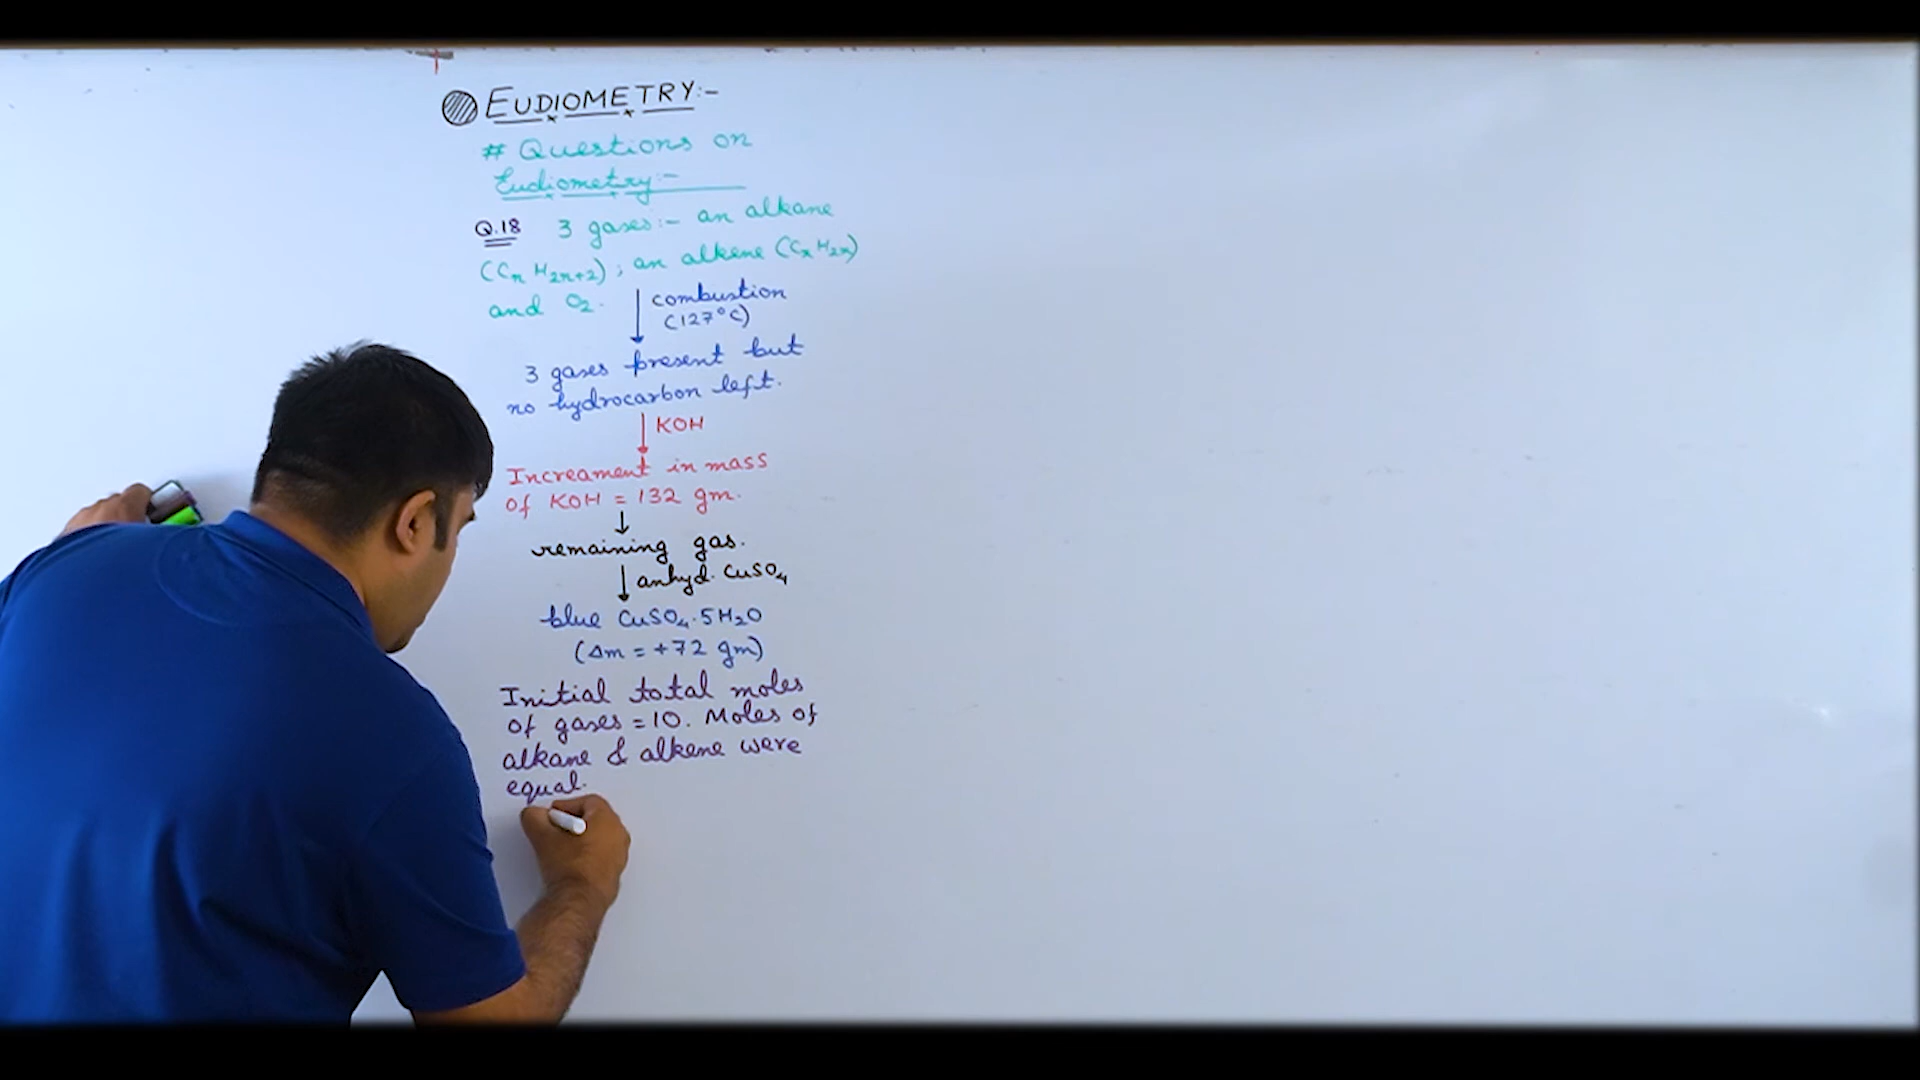 EUDIOMETRY:-
# Questions on
Eudiometry:-
Q.18 3 gases:- an alkane
(CnH2n+2); an alkene (CxH2x)
and O2.
combustion
(127°C)
3 gases present but
no hydrocarbon left.
KOH
Increament in mass
of KOH = 132 gm.
remaining gas.
anhyd. CuSO4
blue CuSO4.5H2O
(Δm = +72 gm)
Initial total moles
of gases = 10. Moles of
alkane & alkene were
equal.